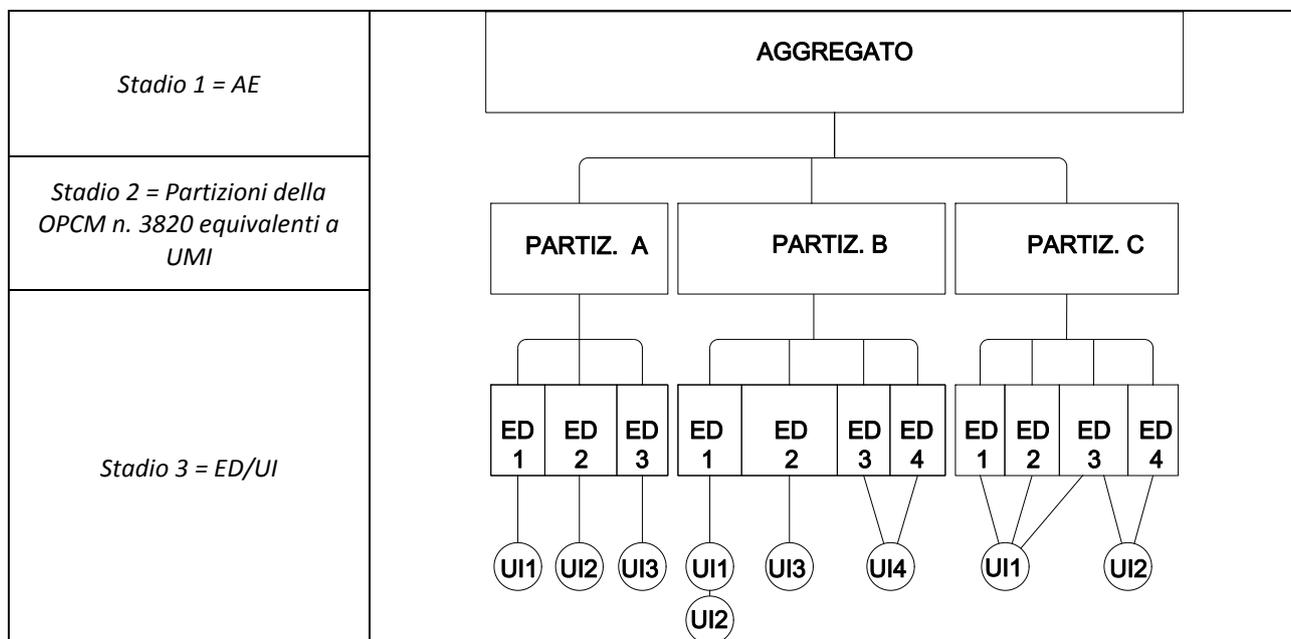 Stadio 1 = AE
AGGREGATO
Stadio 2 = Partizioni della
OPCM n. 3820 equivalenti a
UMI
PARTIZ. A
PARTIZ. B
PARTIZ. C
Stadio 3 = ED/UI
ED
1
ED
2
ED
3
ED
1
ED
2
ED
3
ED
4
ED
1
ED
2
ED
3
ED
4
UI1
UI2
UI3
UI1
UI2
UI3
UI4
UI1
UI2